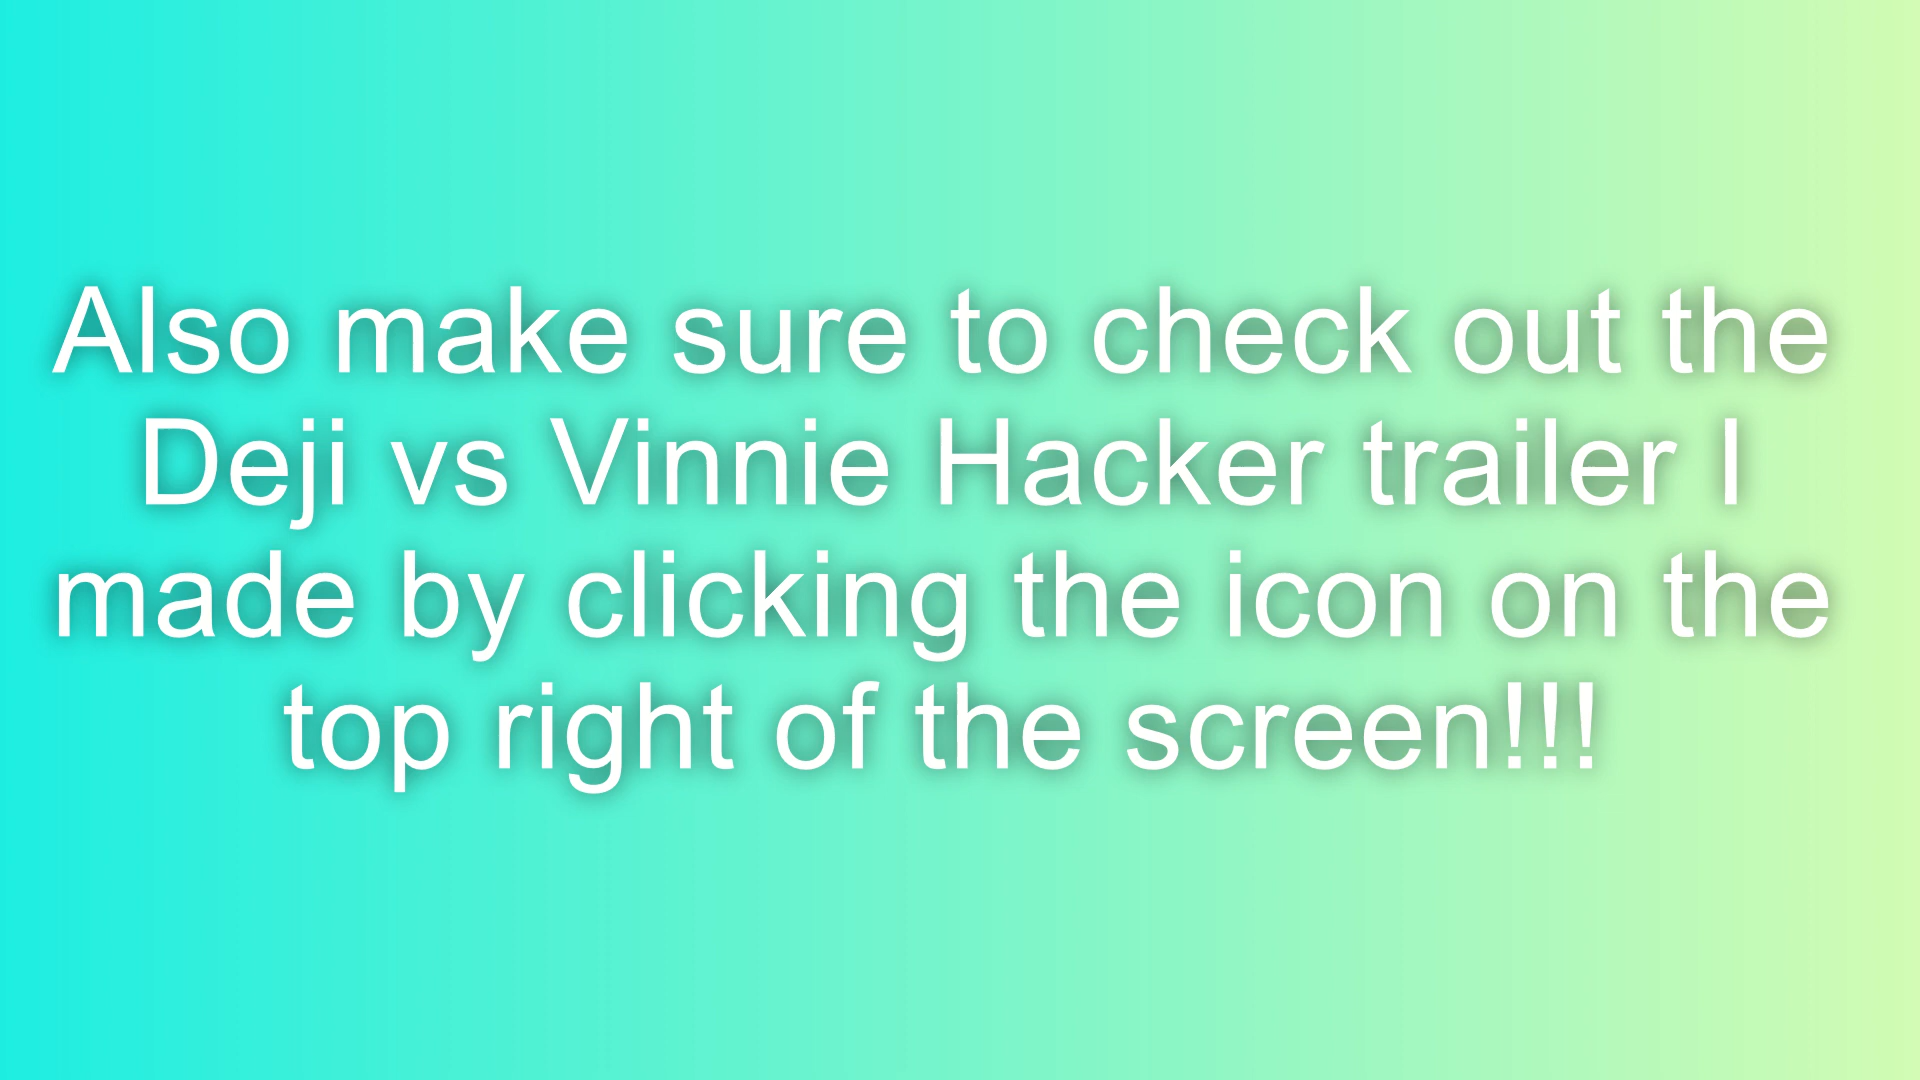 Also make sure to check out the
Deji vs Vinnie Hacker trailer I
made by clicking the icon on the
top right of the screen!!!